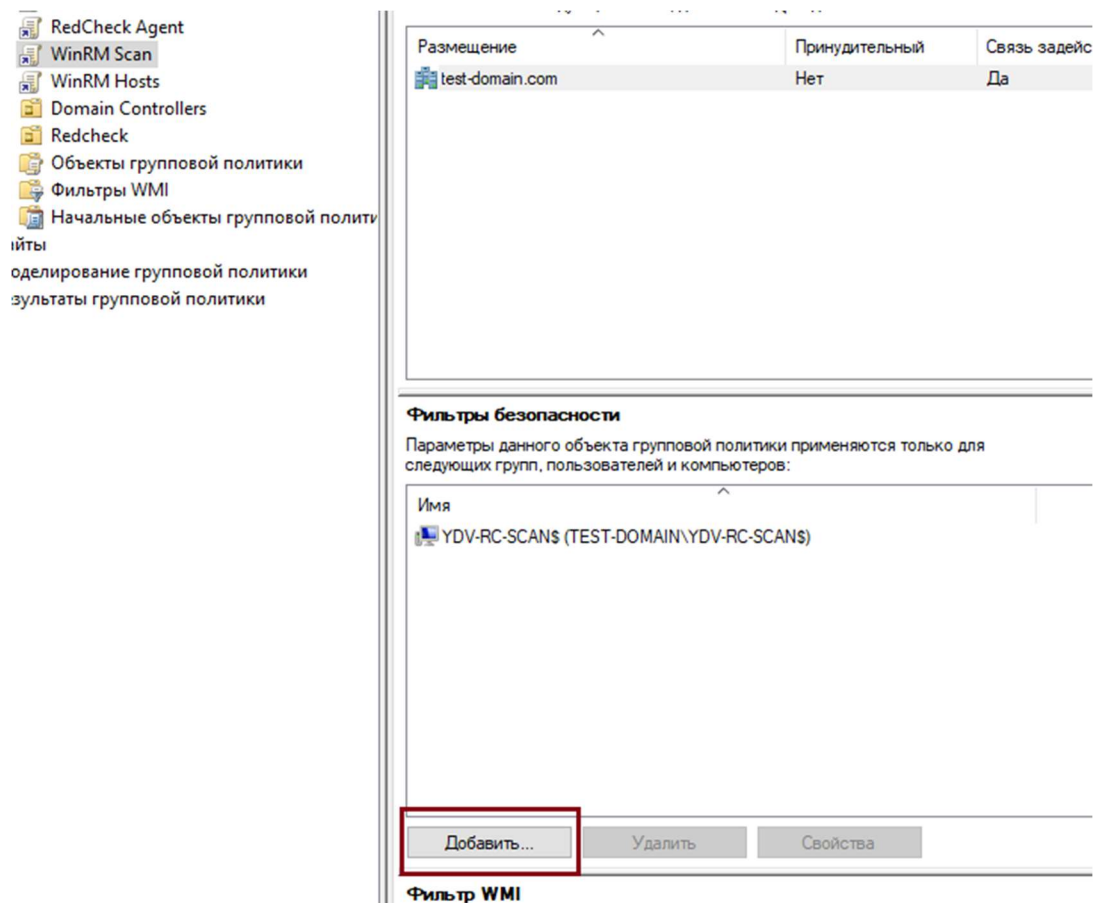 RedCheck Agent
WinRM Scan
WinRM Hosts
Domain Controllers
Redcheck
Объекты групповой политики
Фильтры WMI
Начальные объекты групповой полити
йты
оделирование групповой политики
зультаты групповой политики
Размещение Принудительный Связь задейс
test-domain.com Нет Да
Фильтры безопасности
Параметры данного объекта групповой политики применяются только для
следующих групп, пользователей и компьютеров:
Имя
YDV-RC-SCAN$ (TEST-DOMAIN\YDV-RC-SCAN$)
Добавить... Удалить Свойства
Фильтр WMI